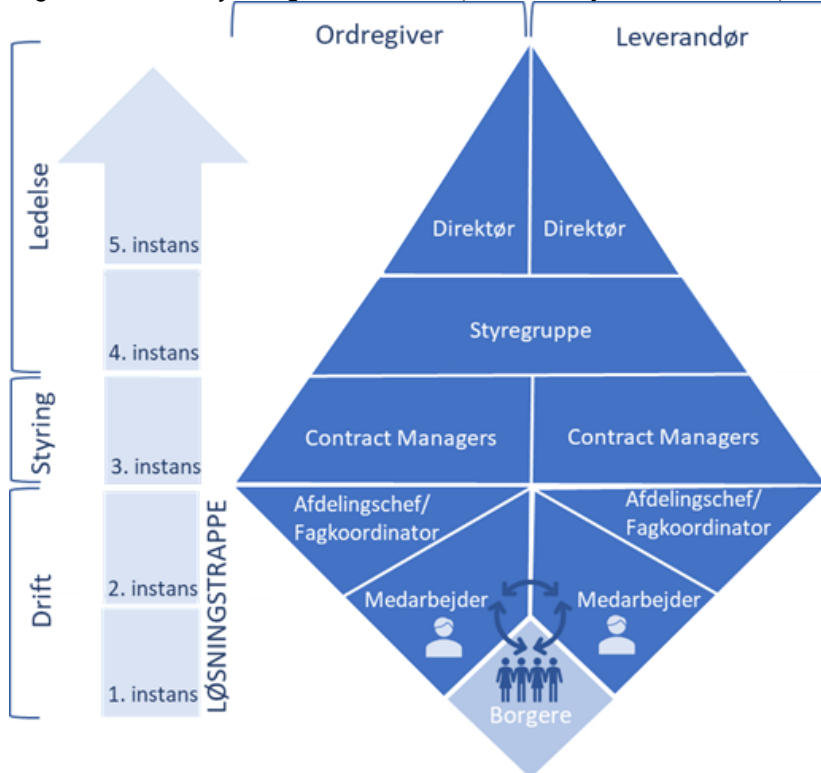 Ordregiver
Leverandør
Ledelse
5. instans
4. instans
Styring
3. instans
Drift
2. instans
1. instans
LØSNINGSTRAPPE
Direktør
Direktør
Styregruppe
Contract Managers
Contract Managers
Afdelingschef/
Fagkoordinator
Afdelingschef/
Fagkoordinator
Medarbejder
Medarbejder
Borgere